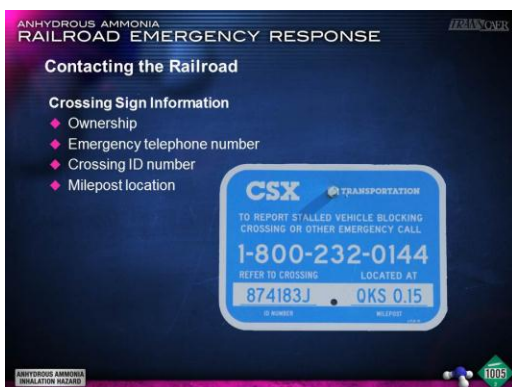 ANHYDROUS AMMONIA
RAILROAD EMERGENCY RESPONSE
TRANSCAER
Contacting the Railroad
Crossing Sign Information
Ownership
Emergency telephone number
Crossing ID number
Milepost location
CSX TRANSPORTATION
TO REPORT STALLED VEHICLE BLOCKING
CROSSING OR OTHER EMERGENCY CALL
1-800-232-0144
REFER TO CROSSING LOCATED AT
874183J QKS 0.15
ID NUMBER MILEPOST
ANHYDROUS AMMONIA
INHALATION HAZARD
1005